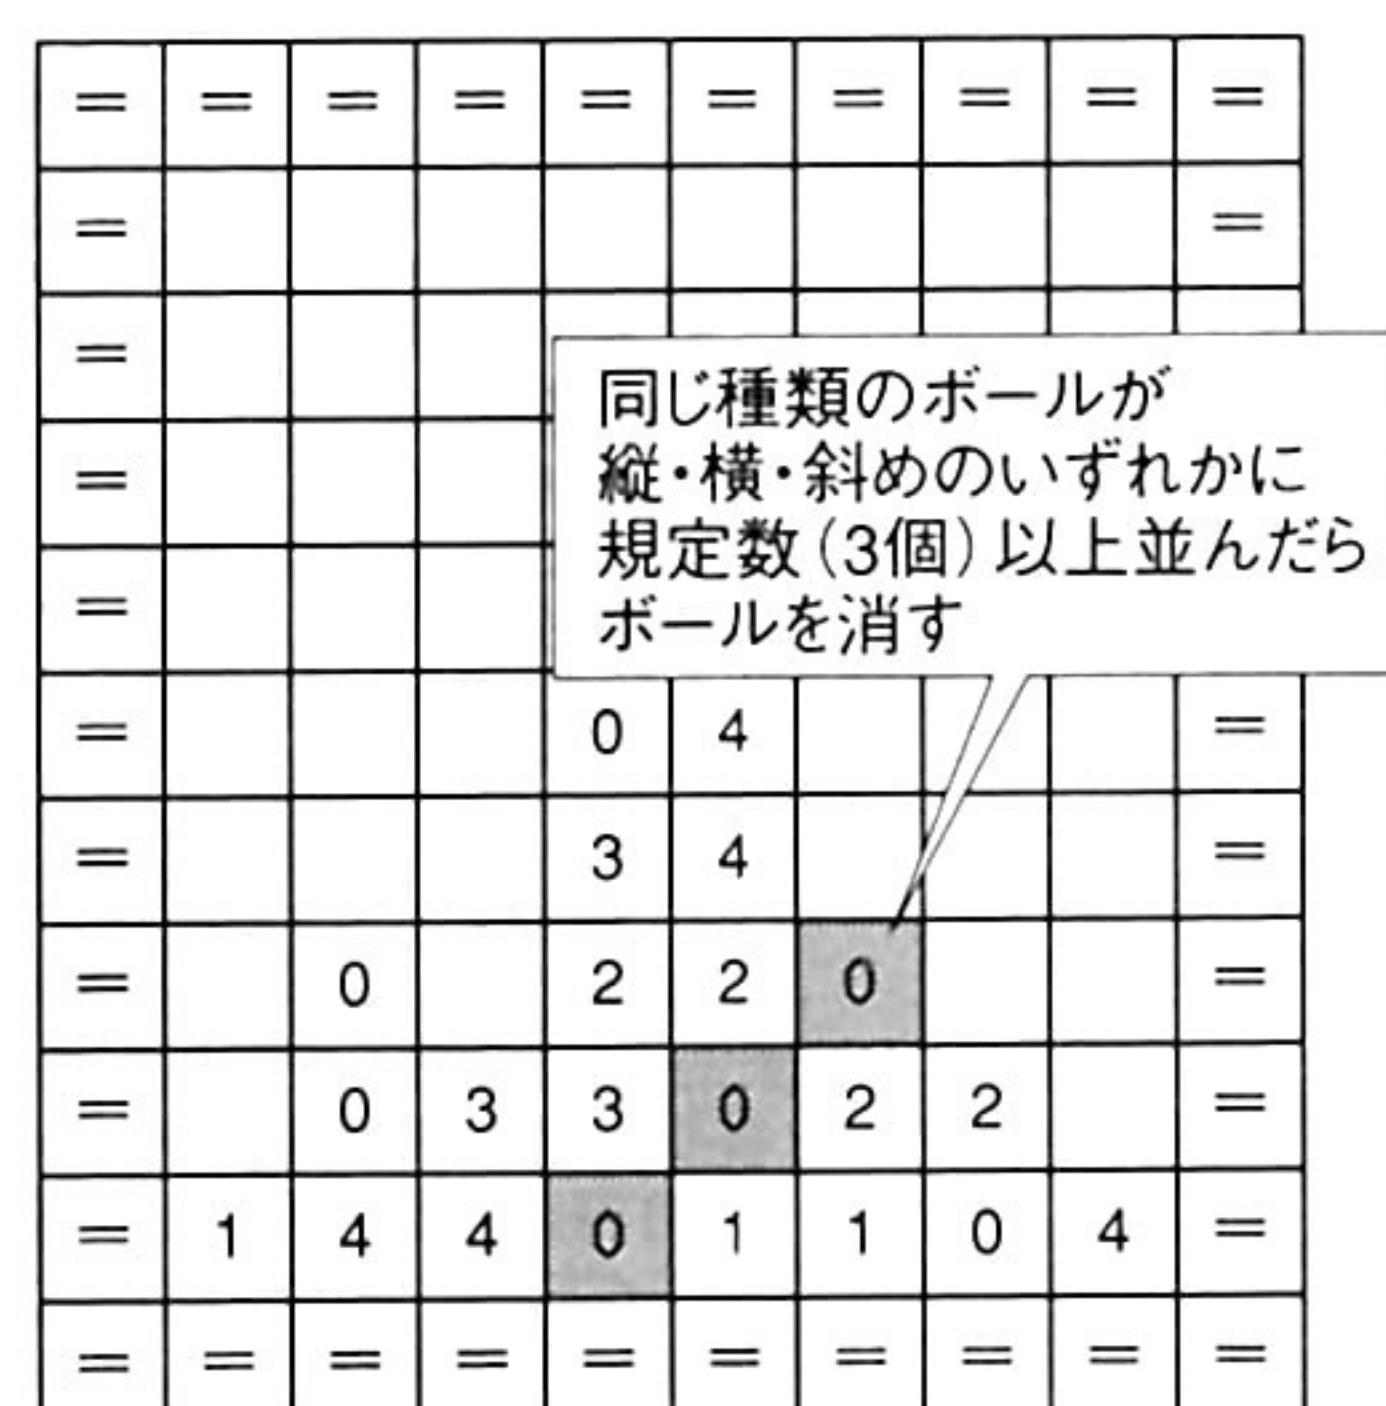 = = = = = = = = = =
= =
=
同じ種類のボールが
= 縦・横・斜めのいずれかに
規定数(3個)以上並んだら
= ボールを消す
= 0 4 =
= 3 4 =
= 0 2 2 0 =
= 0 3 3 0 2 2 =
= 1 4 4 0 1 1 0 4 =
= = = = = = = = = =